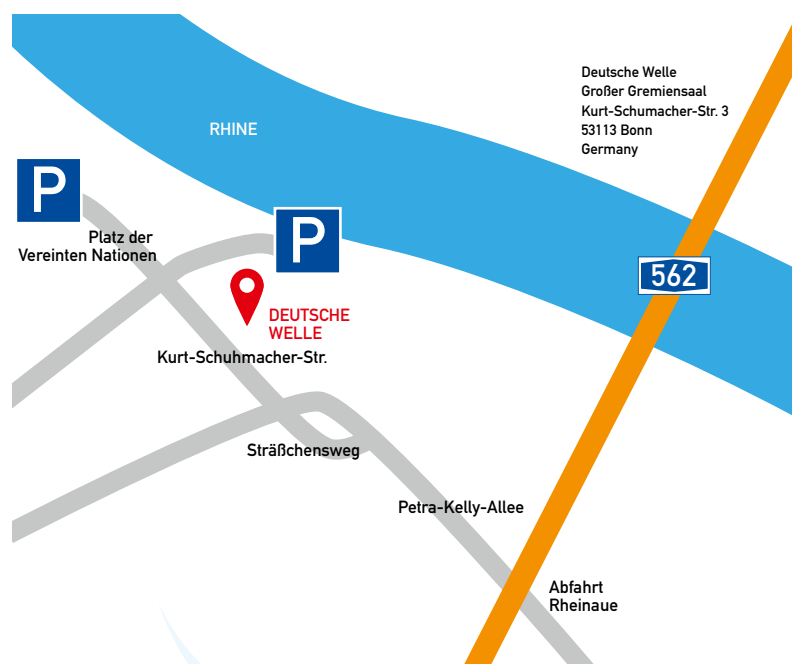 Deutsche Welle
Großer Gremiensaal
Kurt-Schumacher-Str. 3
53113 Bonn
Germany
RHINE
P
Platz der
Vereinten Nationen
P
562
DEUTSCHE
WELLE
Kurt-Schuhmacher-Str.
Sträßchensweg
Petra-Kelly-Allee
Abfahrt
Rheinaue